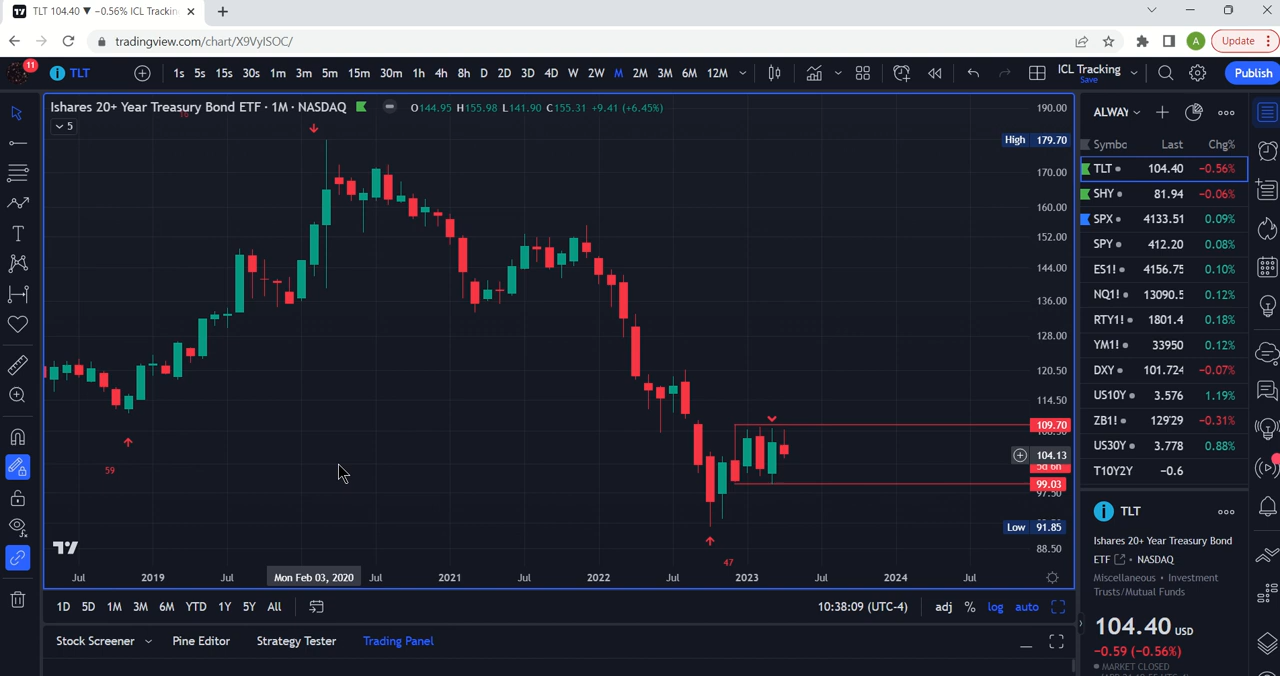 TLT 104.40 ▼ −0.56% ICL Trackin
tradingview.com/chart/X9VyISOC/
A
Update
11
TLT
1s 5s 15s 30s 1m 3m 5m 15m 30m 1h 4h 8h D 2D 3D 4D W 2W M 2M 3M 6M 12M
ICL Tracking
Save
Publish
Ishares 20+ Year Treasury Bond ETF · 1M · NASDAQ
O144.95 H155.98 L141.90 C155.31 +9.41 (+6.45%)
5
190.00
High 179.70
170.00
160.00
152.00
144.00
136.00
128.00
120.50
114.50
109.70
104.13
99.03
97.50
Low 91.85
88.50
59
47
Jul 2019 Jul Mon Feb 03, 2020 Jul 2021 Jul 2022 Jul 2023 Jul 2024 Jul
1D 5D 1M 3M 6M YTD 1Y 5Y All
10:38:09 (UTC-4)
adj % log auto
Stock Screener Pine Editor Strategy Tester Trading Panel
ALWAY
Symbc Last Chg%
TLT 104.40 −0.56%
SHY 81.94 −0.06%
SPX 4133.51 0.09%
SPY 412.20 0.08%
ES1! 4156.75 0.10%
NQ1! 13090.5 0.12%
RTY1! 1801.4 0.18%
YM1! 33950 0.12%
DXY 101.724 −0.07%
US10Y 3.576 1.19%
ZB1! 129'29 −0.31%
US30Y 3.778 0.88%
T10Y2Y −0.6
TLT
Ishares 20+ Year Treasury Bond
ETF · NASDAQ
Miscellaneous · Investment
Trusts/Mutual Funds
104.40 USD
−0.59 (−0.56%)
MARKET CLOSED